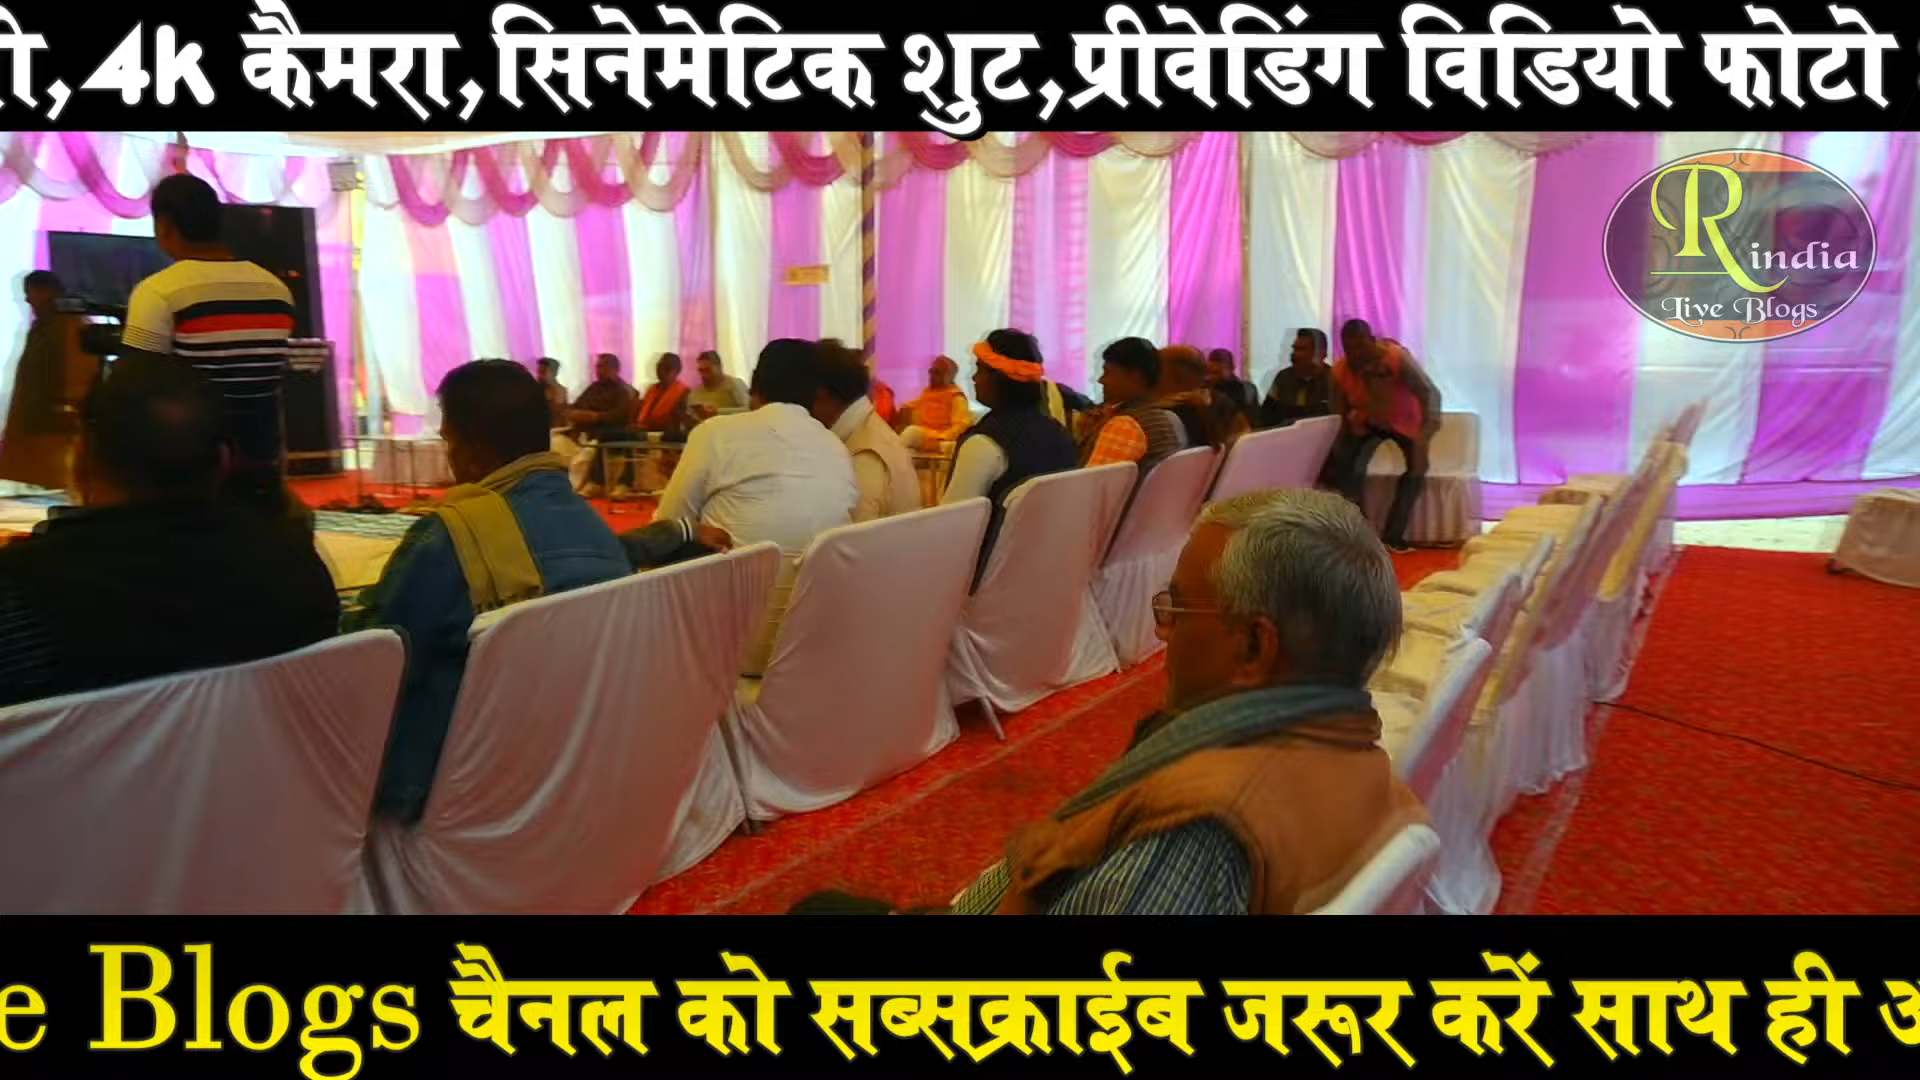 ,4k कैमरा,सिनेमेटिक शुट,प्रीवेडिंग विडियो फोटो
R india
Live Blogs
Blogs चैनल को सब्सक्राईब जरूर करें साथ ही